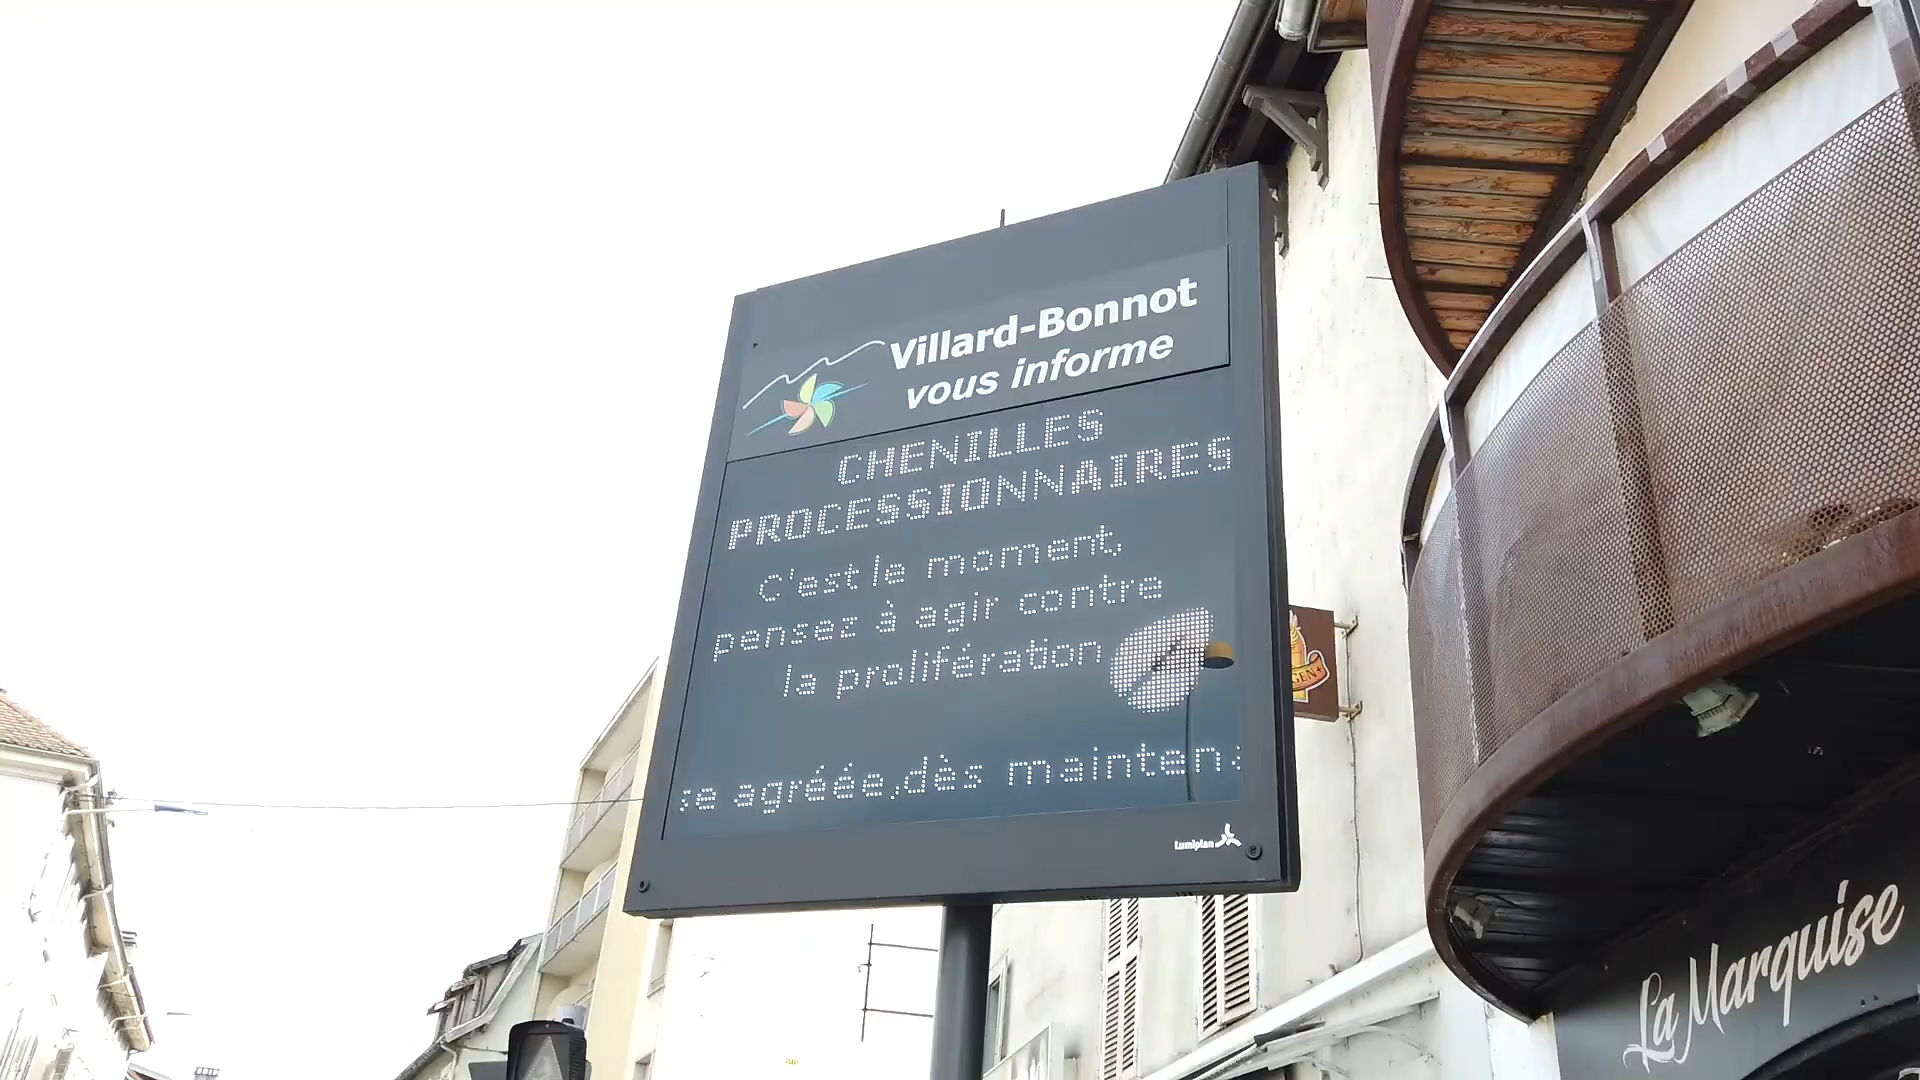 Villard-Bonnot
vous informe
CHENILLES
PROCESSIONNAIRES
C'est le moment,
pensez à agir contre
la prolifération
agréée,dès
Lumiplan
La Marquise